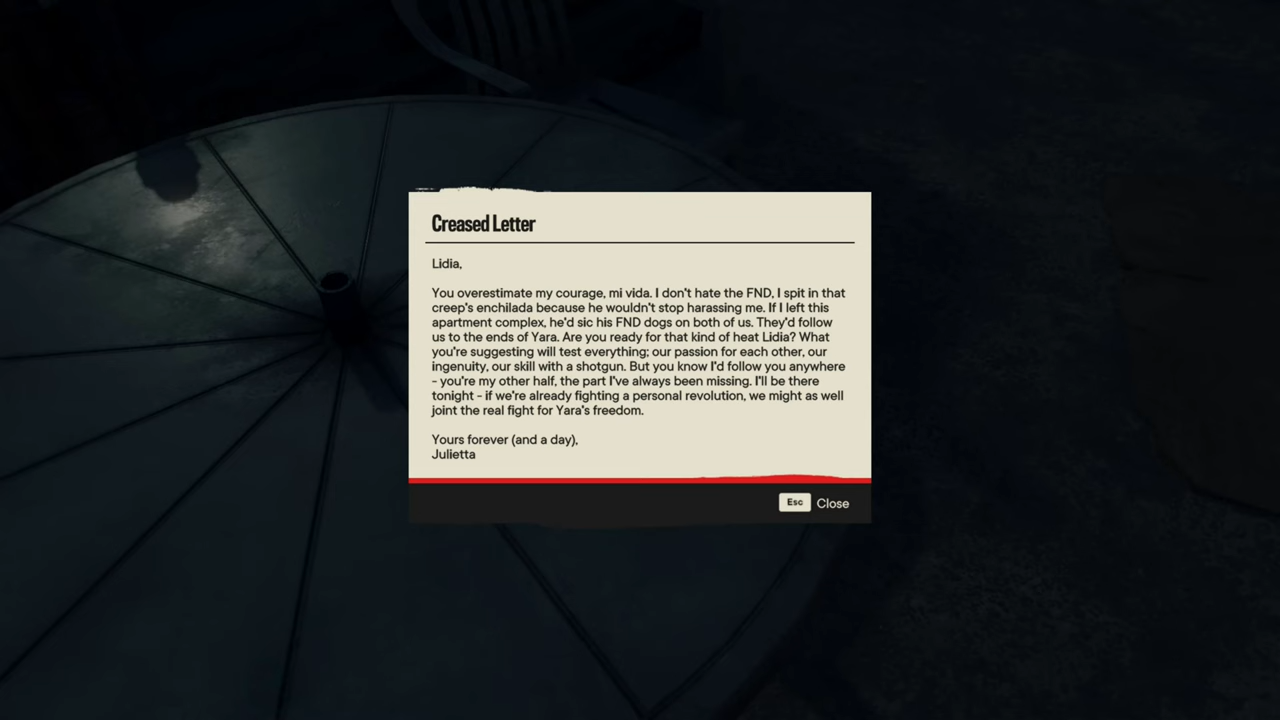 Creased Letter
Lidia,
You overestimate my courage, mi vida. I don't hate the FND, I spit in that
creep's enchilada because he wouldn't stop harassing me. If I left this
apartment complex, he'd sic his FND dogs on both of us. They'd follow
us to the ends of Yara. Are you ready for that kind of heat Lidia? What
you're suggesting will test everything; our passion for each other, our
ingenuity, our skill with a shotgun. But you know I'd follow you anywhere
- you're my other half, the part I've always been missing. I'll be there
tonight - if we're already fighting a personal revolution, we might as well
joint the real fight for Yara's freedom.
Yours forever (and a day),
Julietta
Esc Close